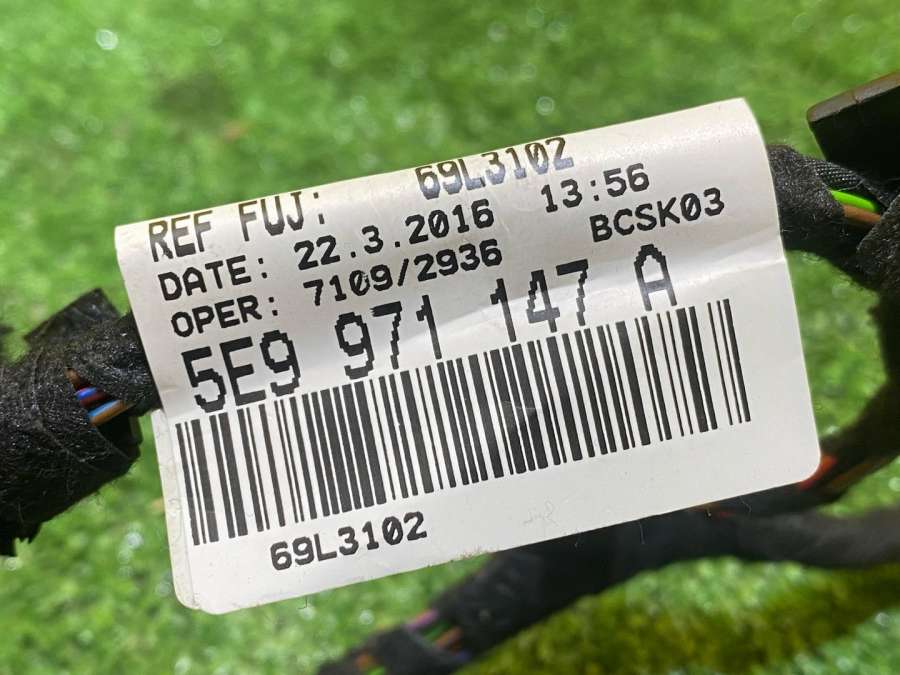 REF FUJ: 69L3102
DATE: 22.3.2016 13:56
OPER: 7109/2936 BCSK03
5E9 971 147 A
69L3102